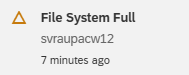 File System Full
svraupacw12
7 minutes ago